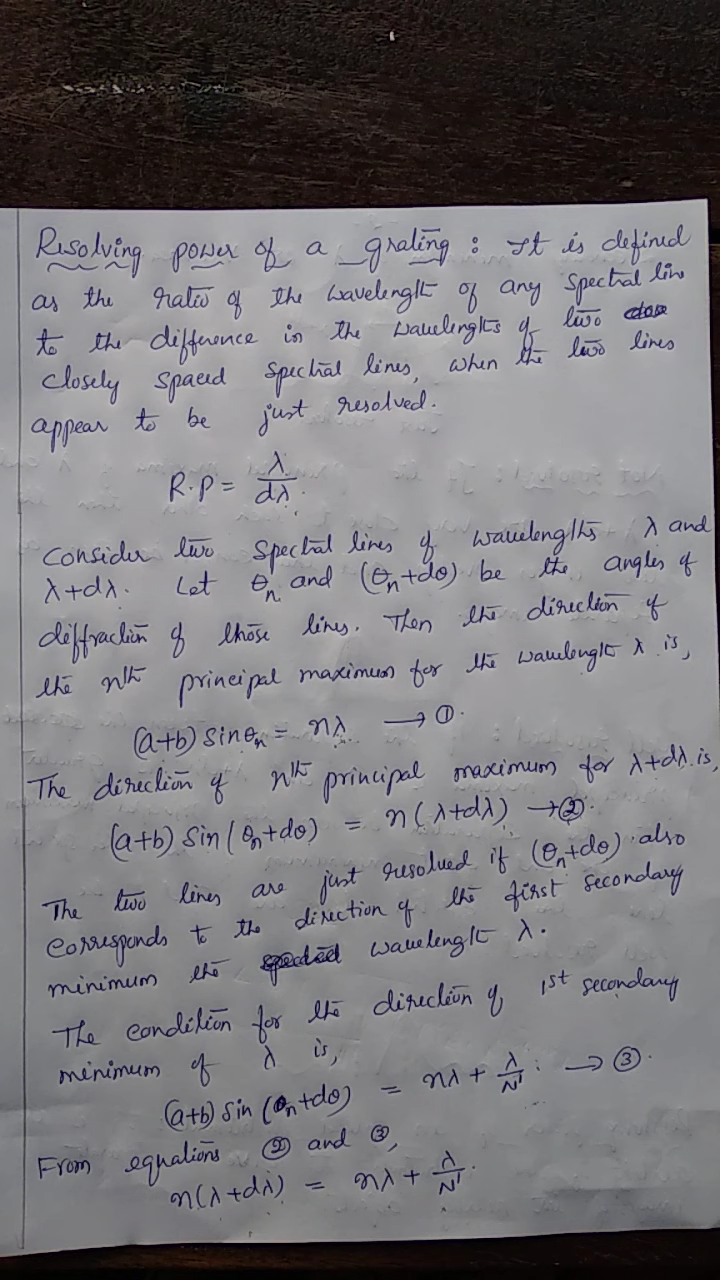 Resolving power of a grating : It is defined
as the ratio of the wavelength of any spectral line
to the difference in the wavelengths of two close
closely spaced spectral lines, when the two lines
appear to be just resolved.
R.P = λ/dλ.
Consider two spectral lines of wavelengths λ and
λ+dλ. Let θₙ and (θₙ+dθ) be the angles of
diffraction of those lines. Then the direction of
the nth principal maximum for the wavelength λ is,
(a+b) sinθₙ = nλ → ①.
The direction of nth principal maximum for λ+dλ is,
(a+b) sin(θₙ+dθ) = n(λ+dλ) → ②.
The two lines are just resolved if (θₙ+dθ) also
corresponds to the direction of the first secondary
minimum the wavelength λ.
The condition for the direction of 1st secondary
minimum of λ is,
(a+b) sin (θₙ+dθ) = nλ + λ/N' . → ③.
From equations ② and ③,
n(λ+dλ) = nλ + λ/N' .